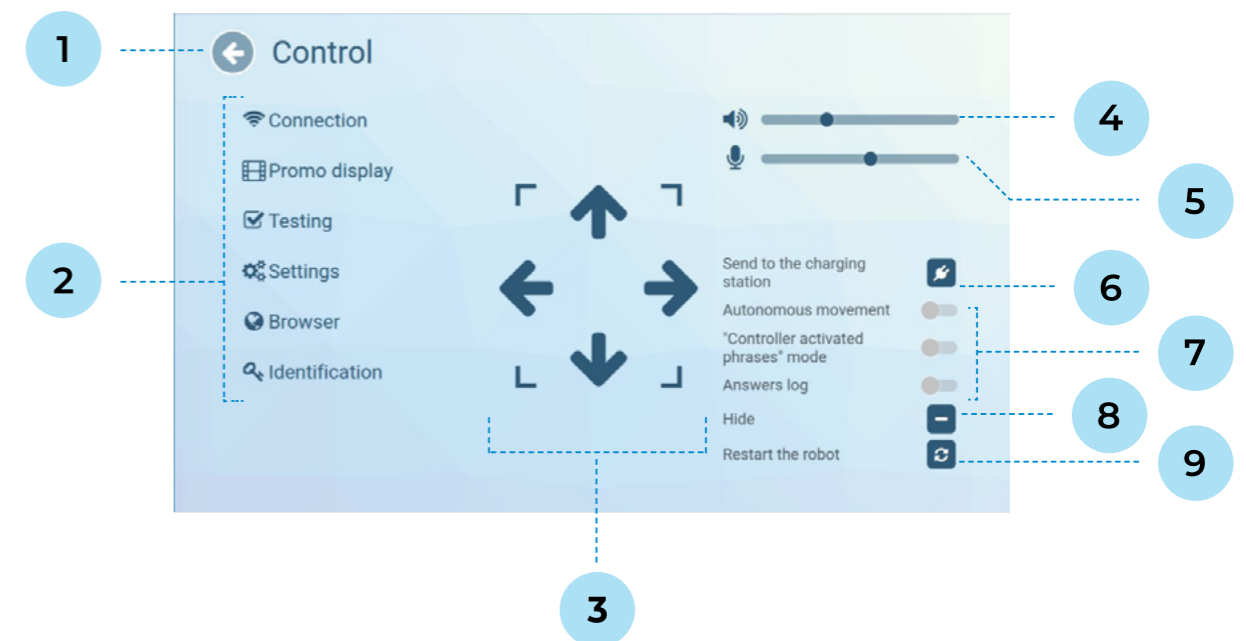 1
Control
2
Connection
Promo display
Testing
Settings
Browser
Identification
3
4
5
Send to the charging
station
6
Autonomous movement
"Controller activated
phrases" mode
Answers log
7
Hide
8
Restart the robot
9